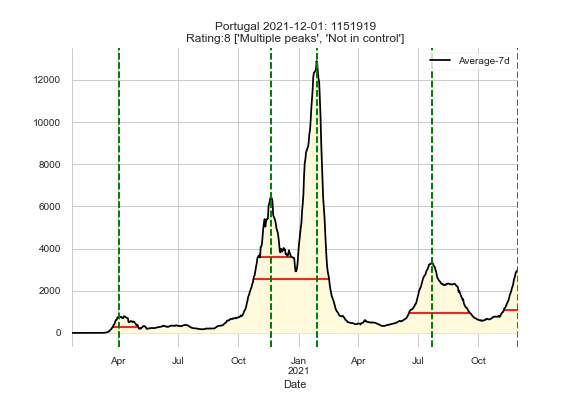 Portugal 2021-12-01: 1151919
Rating:8 ['Multiple peaks', 'Not in control']
Average-7d
12000
10000
8000
6000
4000
2000
0
Apr Jul Oct Jan Apr Jul Oct
2021
Date